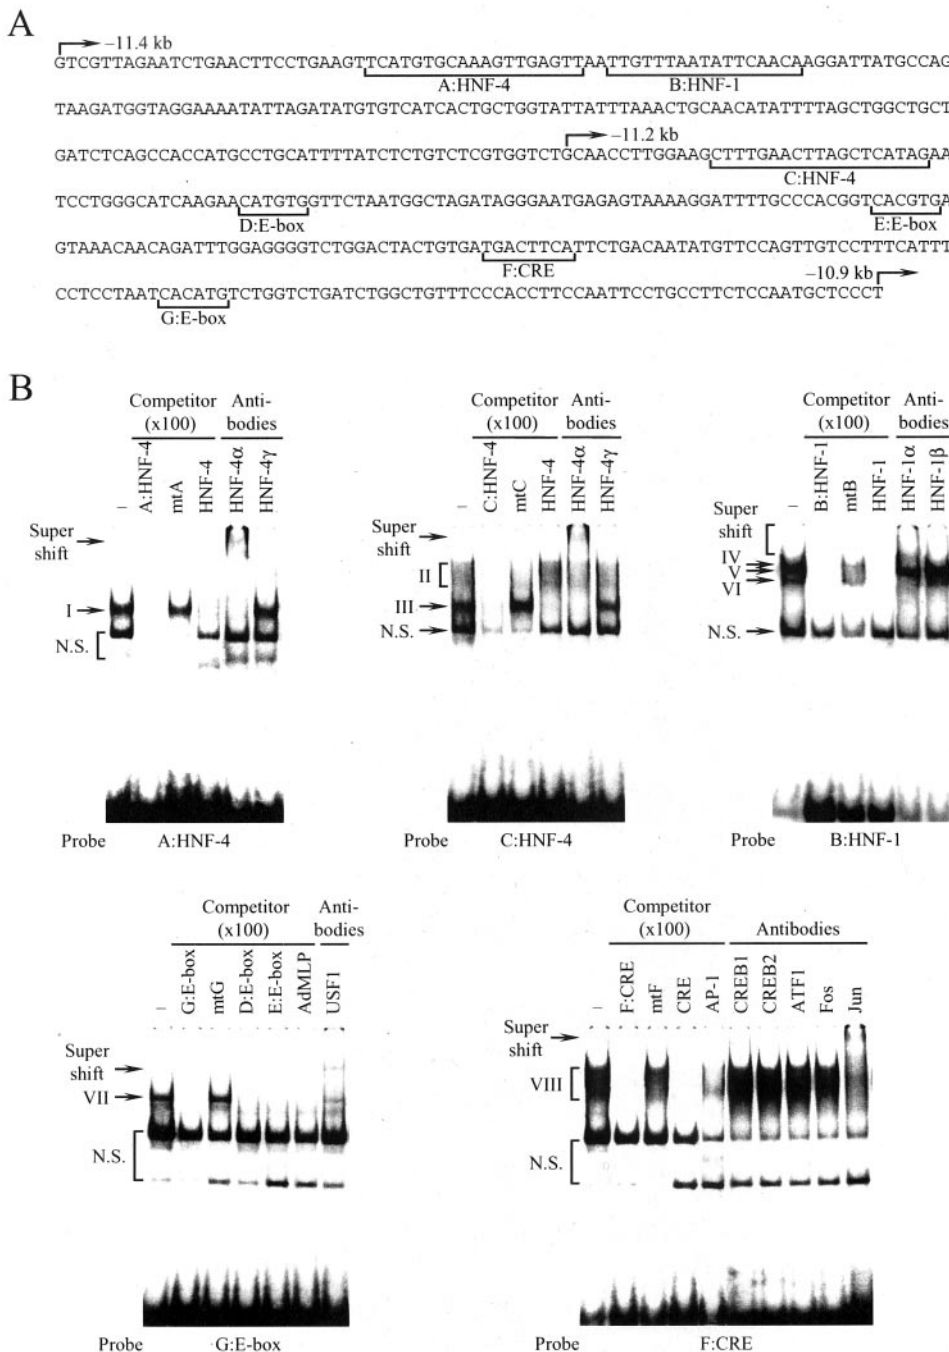 A
–11.4 kb
GTCGTTAGAATCTGAACTTCCTGAAGTTCATGTGCAAAGTTGAGTTAATTGTTTAATATTCAACAAGGATTATGCCAG
A:HNF-4 B:HNF-1
TAAGATGGTAGGAAAATATTAGATATGTGTCATCACTGCTGGTATTATTTAAACTGCAACATATTTTAGCTGGCTGCT
–11.2 kb
GATCTCAGCCACCATGCCTGCATTTTATCTCTGTCTCGTGGTCTGCAACCTTGGAAGCTTTGAACTTAGCTCATAGAA
C:HNF-4
TCCTGGGCATCAAGAACATGTGGTTCTAATGGCTAGATAGGGAATGAGAGTAAAAGGATTTTGCCCACGGTCACGTGA
D:E-box E:E-box
GTAAACAACAGATTTGGAGGGGTCTGGACTACTGTGATGACTTCATTCTGACAATATGTTCCAGTTGTCCTTTCATTT
F:CRE –10.9 kb
CCTCCTAATCACATGTCTGGTCTGATCTGGCTGTTTCCCACCTTCCAATTCCTGCCTTCTCCAATGCTCCCT
G:E-box
B
Competitor (x100) Anti-bodies
– A:HNF-4 mtA HNF-4 HNF-4α HNF-4γ
Super shift
I
N.S.
Probe A:HNF-4
Competitor (x100) Anti-bodies
– C:HNF-4 mtC HNF-4 HNF-4α HNF-4γ
Super shift
II
III
N.S.
Probe C:HNF-4
Competitor (x100) Anti-bodies
– B:HNF-1 mtB HNF-1 HNF-1α HNF-1β
Super shift
IV
V
VI
N.S.
Probe B:HNF-1
Competitor (x100) Anti-bodies
– G:E-box mtG D:E-box E:E-box AdMLP USF1
Super shift
VII
N.S.
Probe G:E-box
Competitor (x100) Antibodies
– F:CRE mtF CRE AP-1 CREB1 CREB2 ATF1 Fos Jun
Super shift
VIII
N.S.
Probe F:CRE